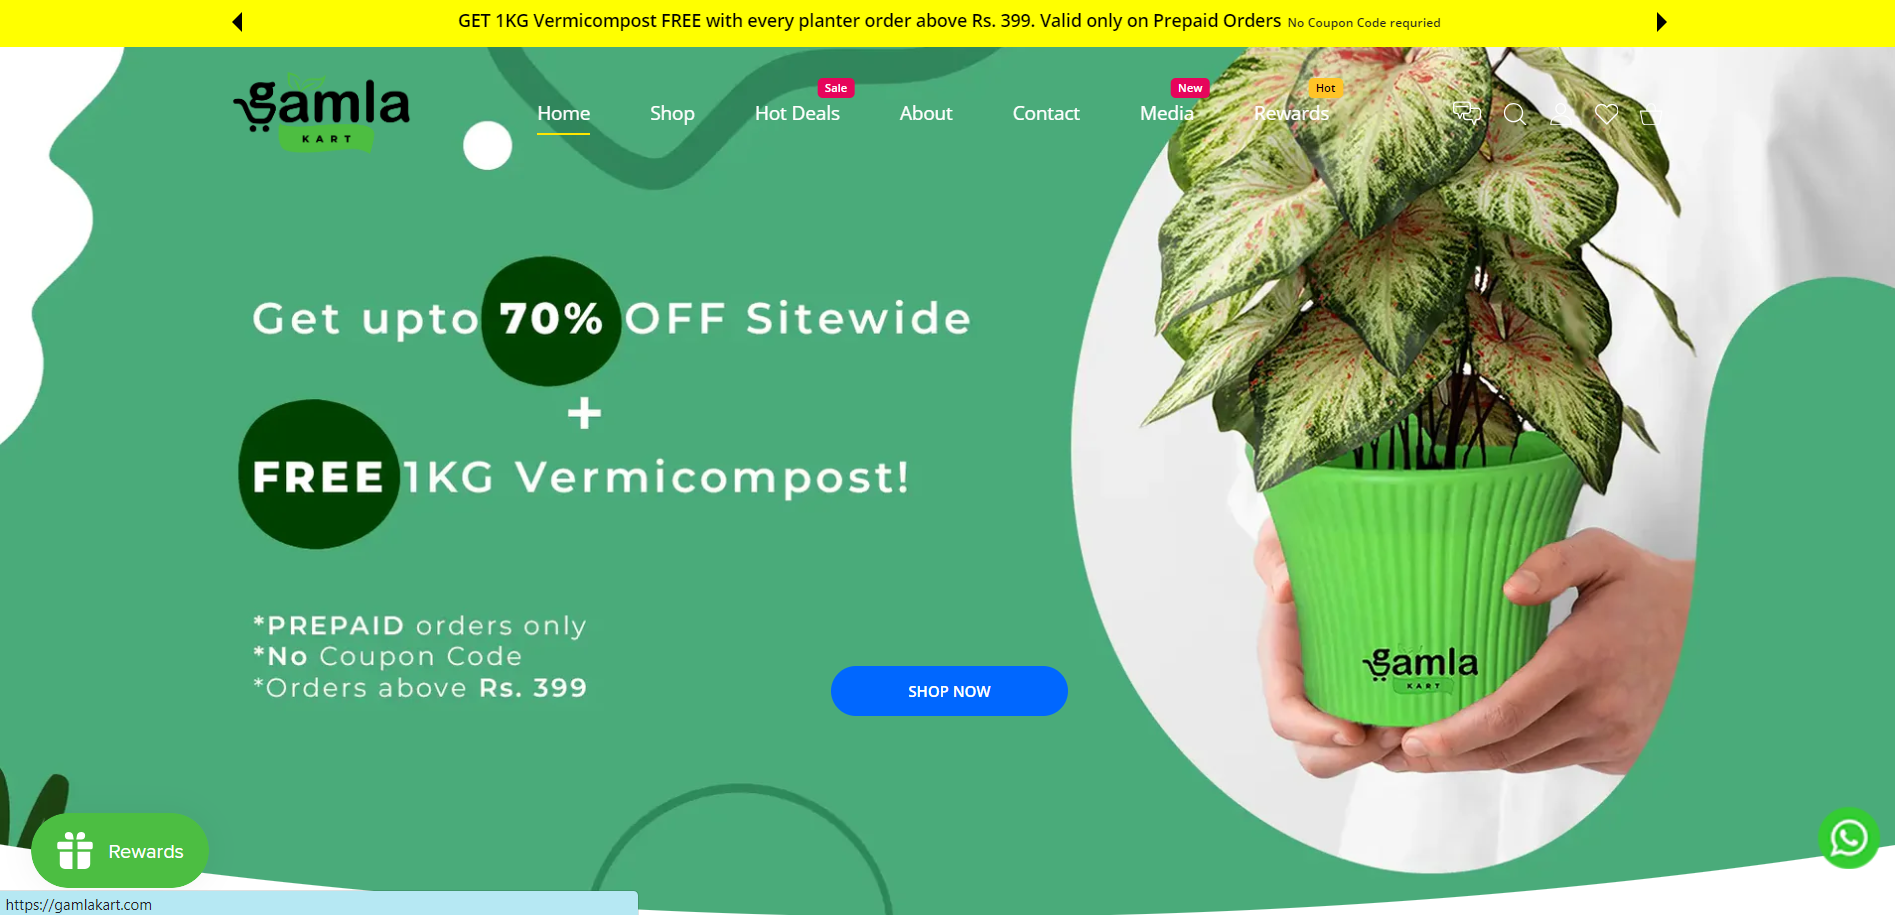 GET 1KG Vermicompost FREE with every planter order above Rs. 399. Valid only on Prepaid Orders No Coupon Code requried
gamla
KART
Home
Shop
Hot Deals
Sale
About
Contact
Media
New
Rewards
Hot
Get upto 70% OFF Sitewide
+
FREE 1KG Vermicompost!
*PREPAID orders only
*No Coupon Code
*Orders above Rs. 399
SHOP NOW
gamla
KART
Rewards
https://gamlakart.com